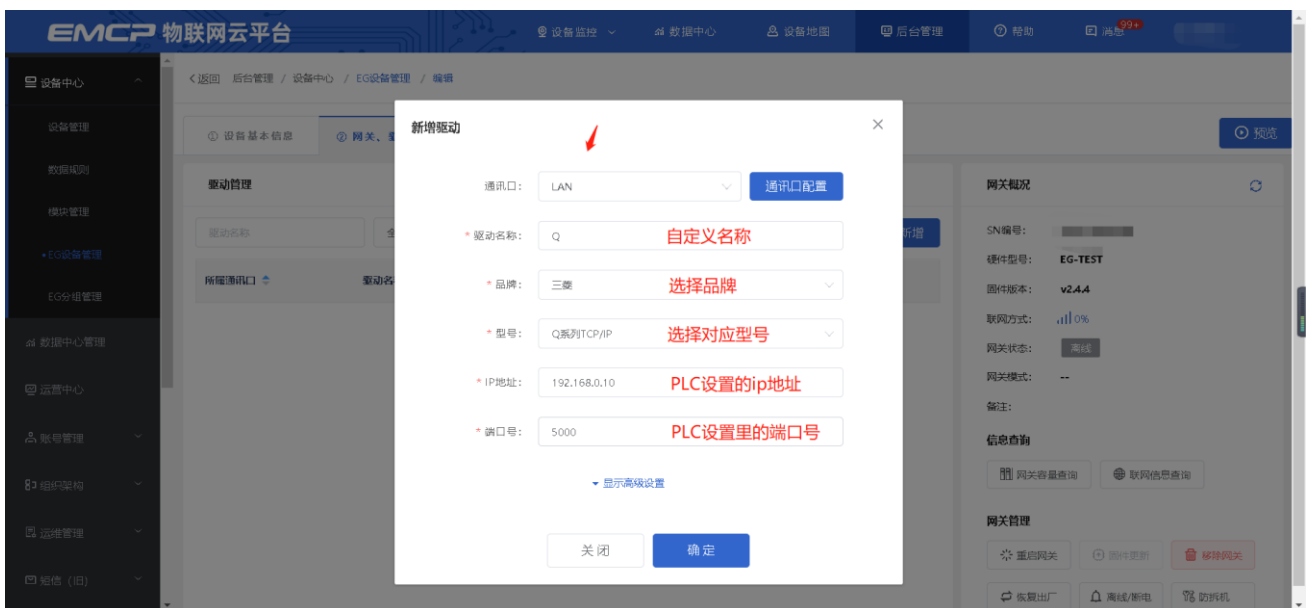 EMCP 物联网云平台
设备监控
数据中心
设备地图
后台管理
帮助
消息
99+
设备中心
设备管理
数据规则
模块管理
•EG设备管理
EG分组管理
数据中心管理
运营中心
账号管理
组织架构
运维管理
短信（旧）
<返回 后台管理 / 设备中心 / EG设备管理 / 编辑
① 设备基本信息
② 网关、
预览
驱动管理
驱动名称
新增
所属通讯口
驱动名
新增驱动
通讯口：
LAN
通讯口配置
* 驱动名称：
Q
自定义名称
* 品牌：
三菱
选择品牌
* 型号：
Q系列TCP/IP
选择对应型号
* IP地址：
192.168.0.10
PLC设置的ip地址
* 端口号：
5000
PLC设置里的端口号
显示高级设置
关闭
确定
网关概况
SN编号：
硬件型号： EG-TEST
固件版本： v2.4.4
联网方式： 0%
网关状态： 离线
网关模式： --
备注：
信息查询
网关容量查询
联网信息查询
网关管理
重启网关
固件更新
移除网关
恢复出厂
离线/断电
防拆机